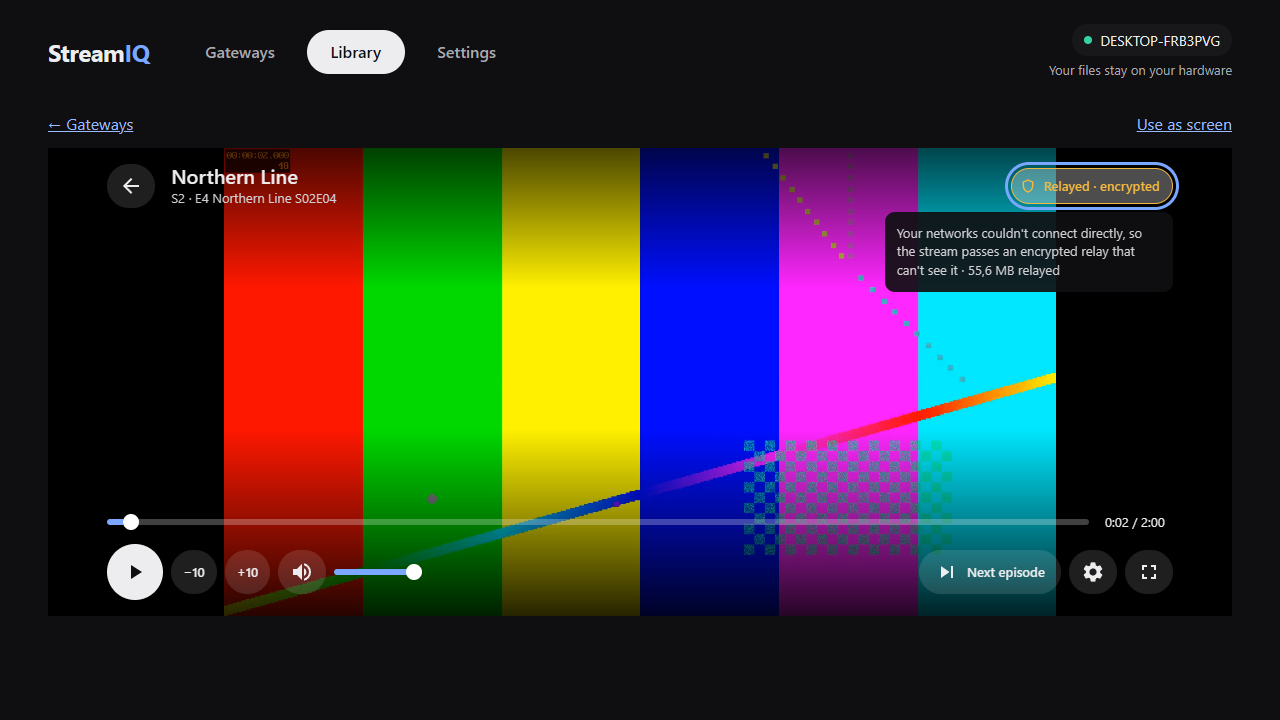 StreamIQ
Gateways
Library
Settings
DESKTOP-FRB3PVG
Your files stay on your hardware
← Gateways
Use as screen
00:00:02.000
48
Northern Line
S2 · E4 Northern Line S02E04
Relayed · encrypted
Your networks couldn't connect directly, so
the stream passes an encrypted relay that
can't see it · 55,6 MB relayed
0:02 / 2:00
−10
+10
Next episode